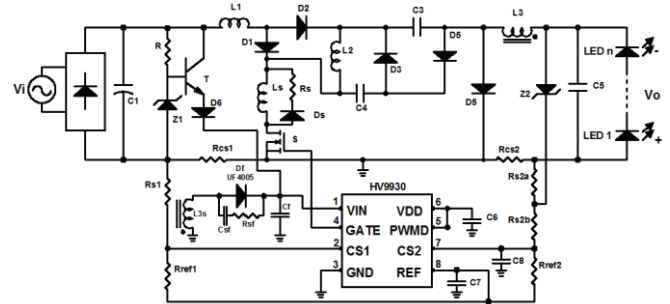 L1
D2
C3
L3
D5
D1
L2
D3
R
T
Vi
C1
Z1
D6
Ls
Rs
Ds
C4
D5
Z2
C5
LED n
-
Vo
LED 1
+
S
Rcs1
Rcs2
Rs1
Df
UF4005
HV9930
Rs2a
L3s
Csf
Rsf
Cf
1
VIN
VDD
6
C6
4
GATE
PWMD
5
Rs2b
2
CS1
CS2
7
C8
3
GND
REF
8
C7
Rref1
Rref2